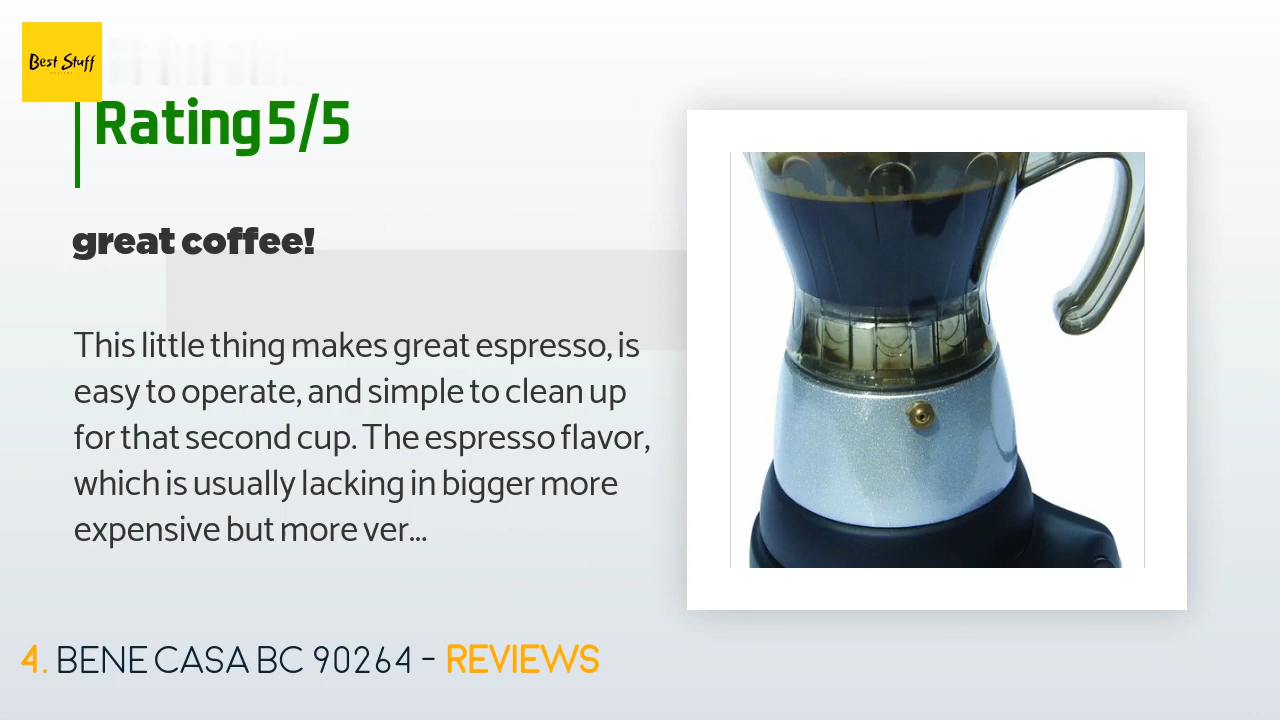 Best Stuff
Rating 5/5
great coffee!
This little thing makes great espresso, is
easy to operate, and simple to clean up
for that second cup. The espresso flavor,
which is usually lacking in bigger more
expensive but more ver...
4. BENE CASA BC 90264 - REVIEWS